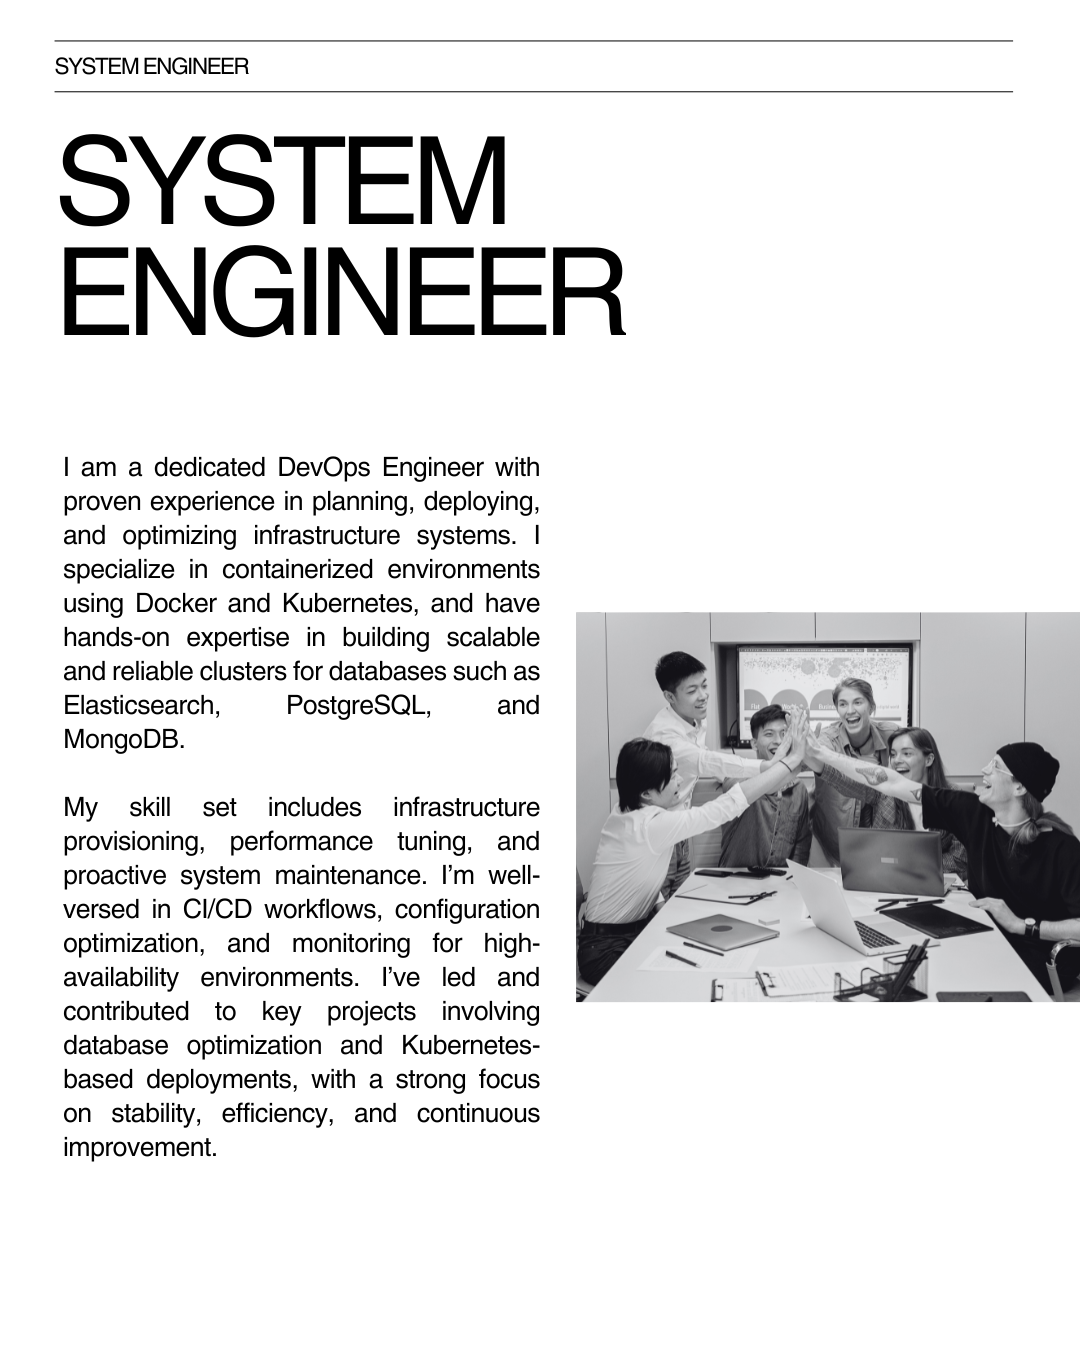 SYSTEM ENGINEER
SYSTEM
ENGINEER
I am a dedicated DevOps Engineer with
proven experience in planning, deploying,
and optimizing infrastructure systems. I
specialize in containerized environments
using Docker and Kubernetes, and have
hands-on expertise in building scalable
and reliable clusters for databases such as
Elasticsearch, PostgreSQL, and
MongoDB.
My skill set includes infrastructure
provisioning, performance tuning, and
proactive system maintenance. I’m well-
versed in CI/CD workflows, configuration
optimization, and monitoring for high-
availability environments. I’ve led and
contributed to key projects involving
database optimization and Kubernetes-
based deployments, with a strong focus
on stability, efficiency, and continuous
improvement.